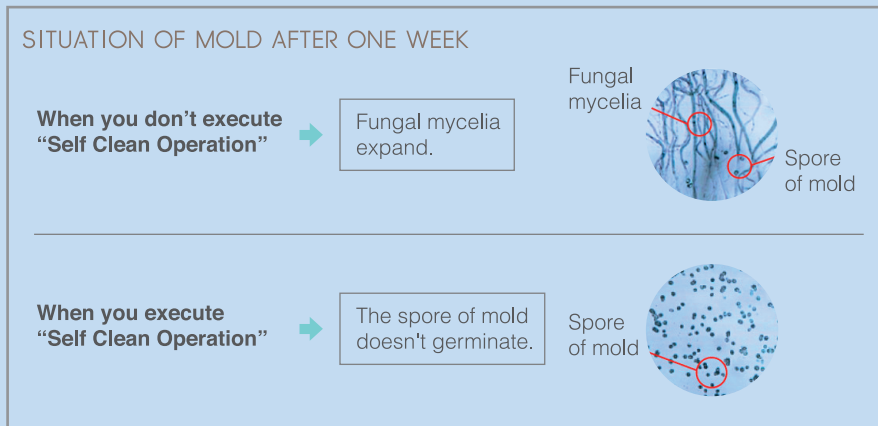 SITUATION OF MOLD AFTER ONE WEEK
When you don’t execute
“Self Clean Operation”
Fungal mycelia
expand.
Fungal
mycelia
Spore
of mold
When you execute
“Self Clean Operation”
The spore of mold
doesn't germinate.
Spore
of mold